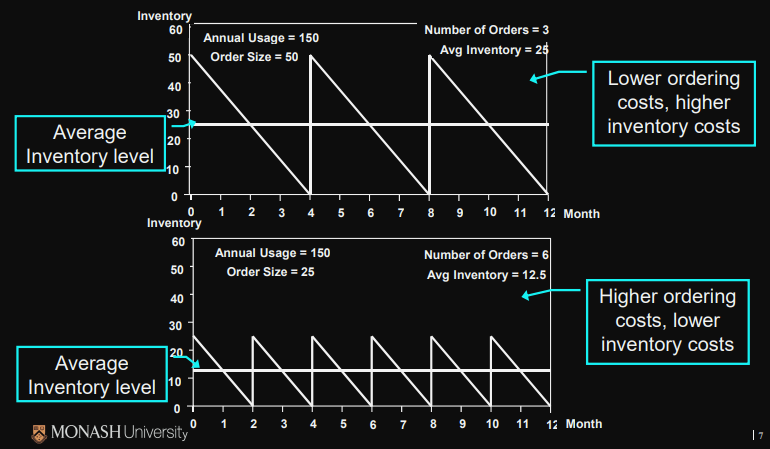 Inventory
60
50
40
30
20
10
0
Annual Usage = 150
Order Size = 50
Number of Orders = 3
Avg Inventory = 25
Lower ordering
costs, higher
inventory costs
Average
Inventory level
0 1 2 3 4 5 6 7 8 9 10 11 12 Month
Inventory
60
50
40
30
20
10
0
Annual Usage = 150
Order Size = 25
Number of Orders = 6
Avg Inventory = 12.5
Higher ordering
costs, lower
inventory costs
Average
Inventory level
0 1 2 3 4 5 6 7 8 9 10 11 12 Month
MONASH University
7